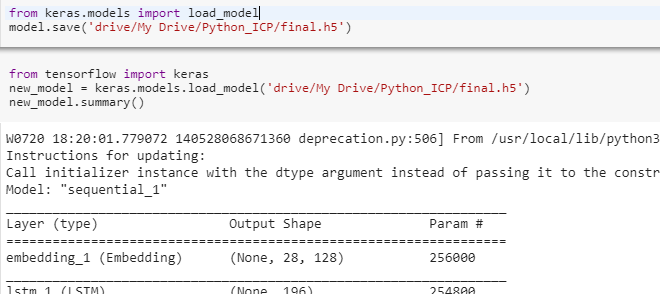 from keras.models import load_model
model.save('drive/My Drive/Python_ICP/final.h5')
from tensorflow import keras
new_model = keras.models.load_model('drive/My Drive/Python_ICP/final.h5')
new_model.summary()
W0720 18:20:01.779072 140528068671360 deprecation.py:506] From /usr/local/lib/python3
Instructions for updating:
Call initializer instance with the dtype argument instead of passing it to the constr
Model: "sequential_1"
Layer (type) Output Shape Param #
embedding_1 (Embedding) (None, 28, 128) 256000
lstm_1 (LSTM) (None, 196) 254800